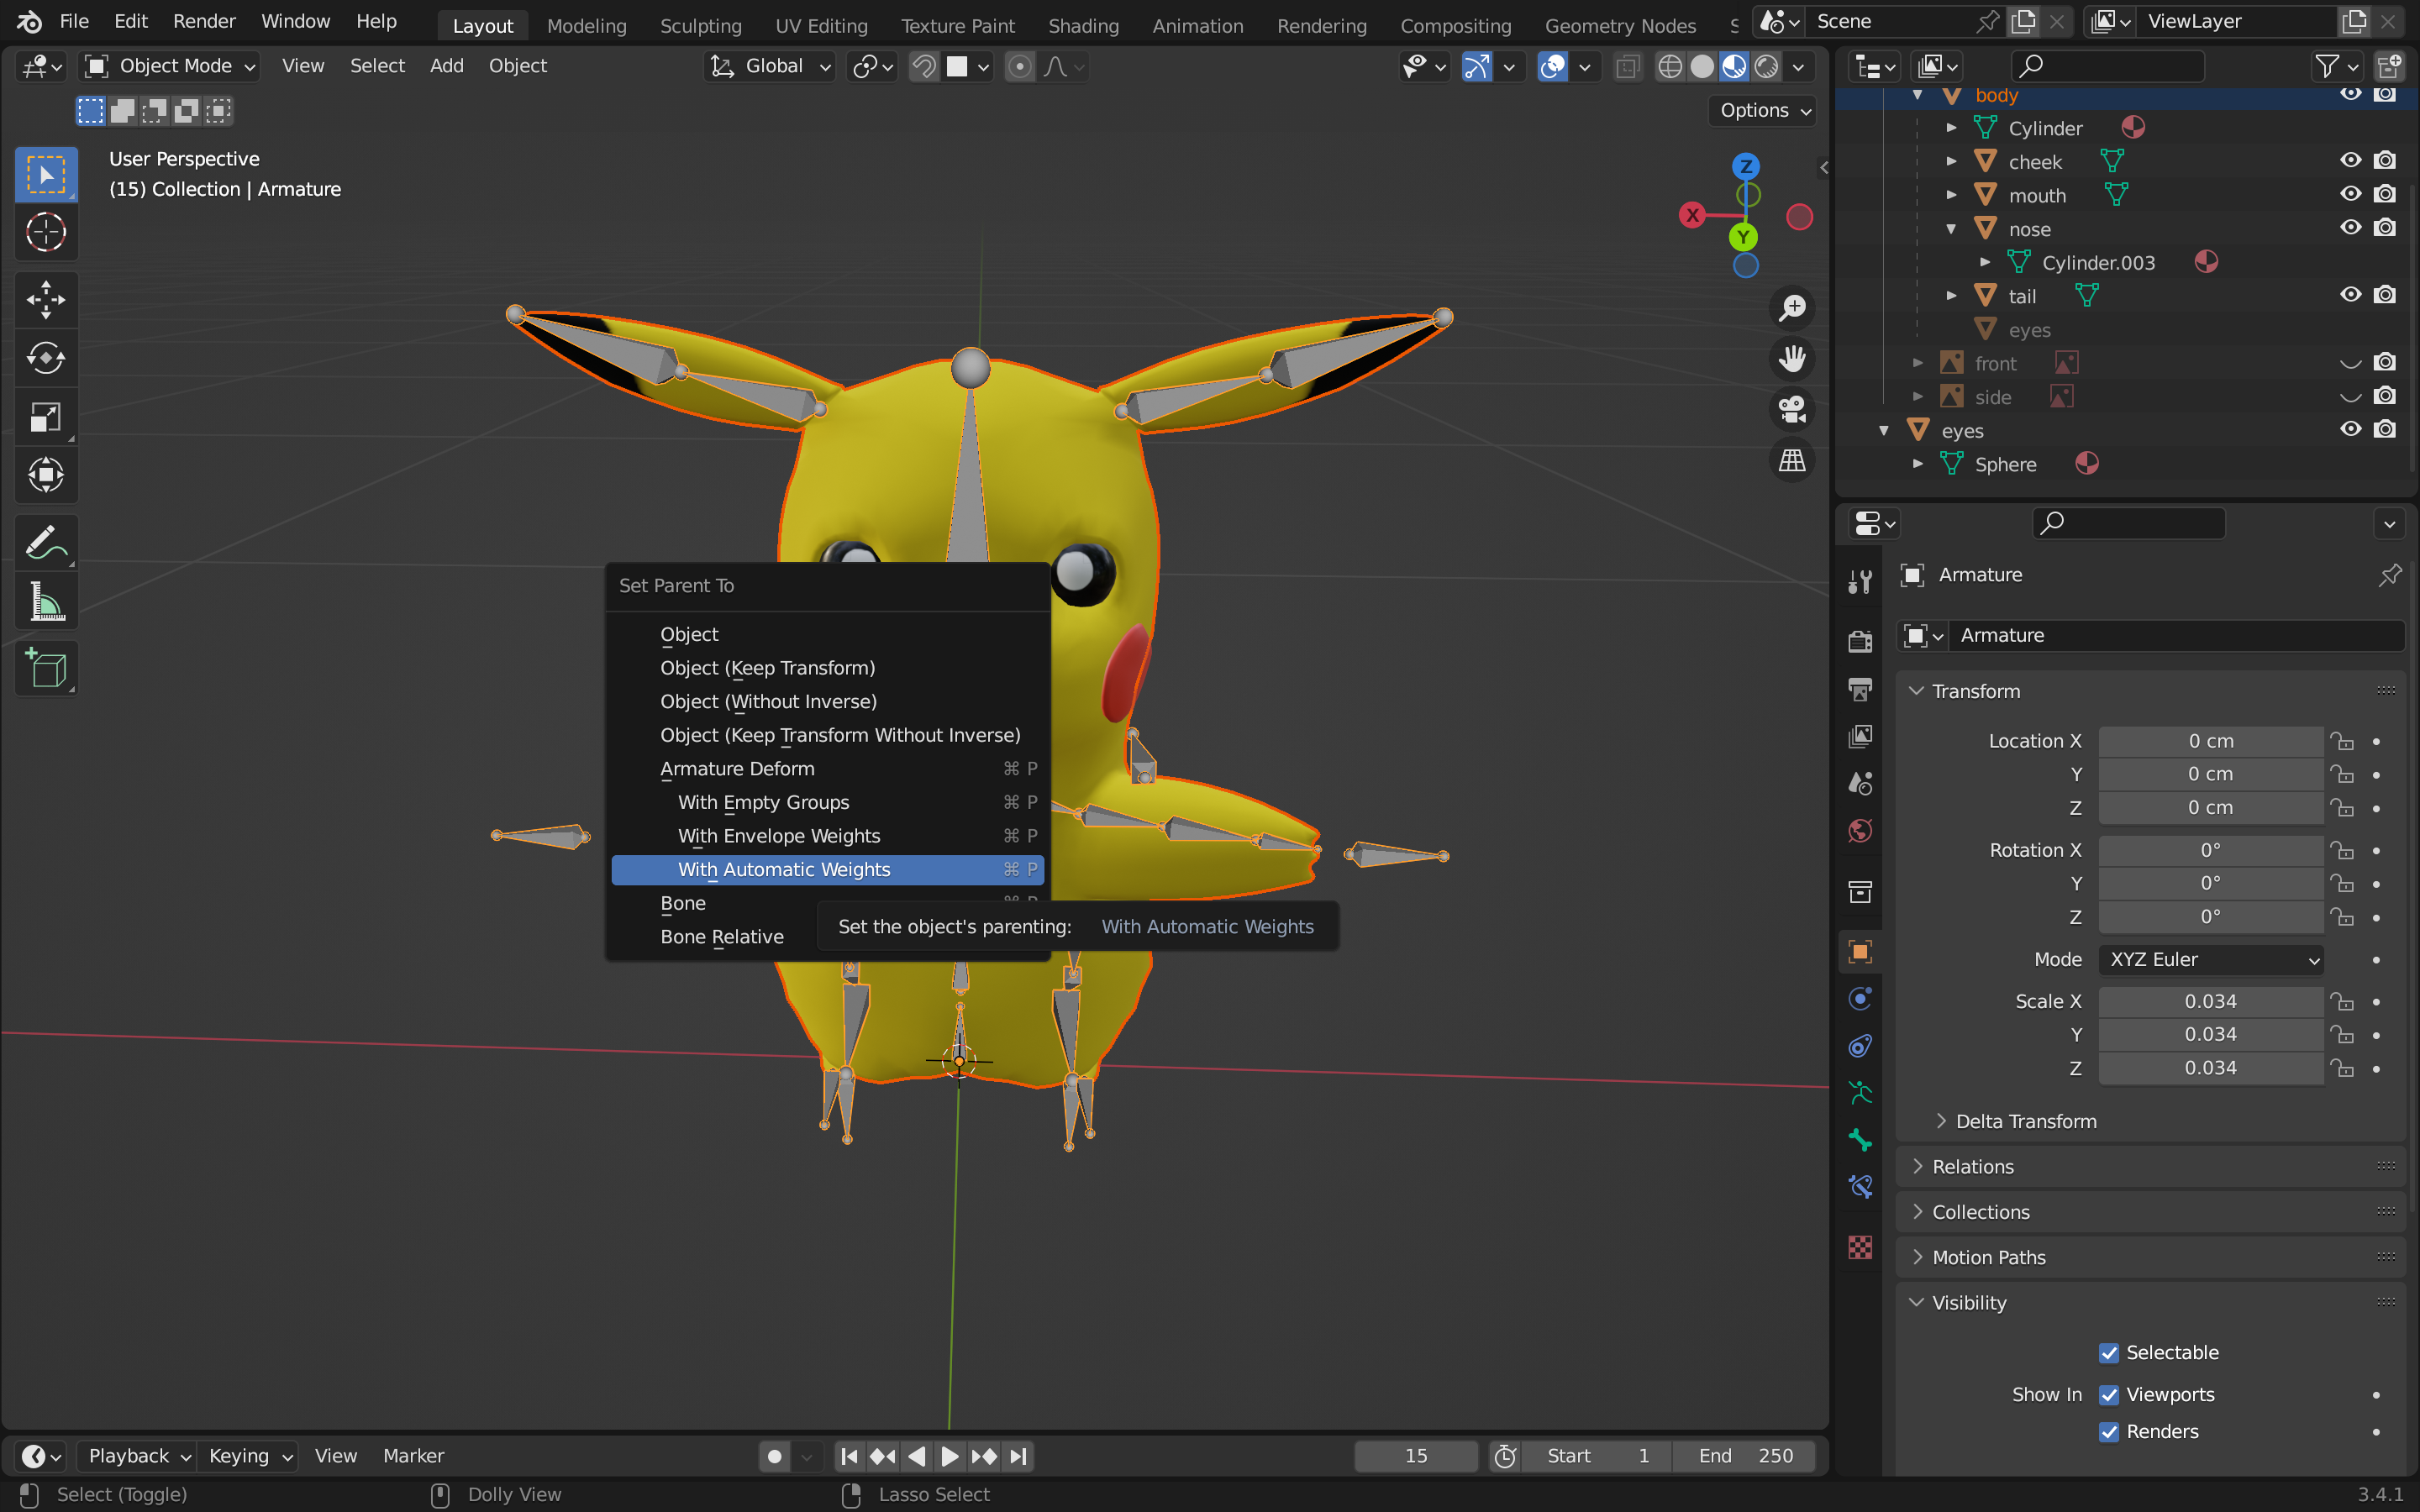 File Edit Render Window Help Layout Modeling Sculpting UV Editing Texture Paint Shading Animation Rendering Compositing Geometry Nodes Scene ViewLayer
Object Mode View Select Add Object Global
Options
User Perspective
(15) Collection | Armature
Z
X
Y
body
Cylinder
cheek
mouth
nose
Cylinder.003
tail
eyes
front
side
eyes
Sphere
Set Parent To
Object
Object (Keep Transform)
Object (Without Inverse)
Object (Keep Transform Without Inverse)
Armature Deform ⌘ P
With Empty Groups ⌘ P
With Envelope Weights ⌘ P
With Automatic Weights ⌘ P
Bone
Bone Relative
Set the object's parenting: With Automatic Weights
Armature
Armature
Transform
Location X 0 cm
Y 0 cm
Z 0 cm
Rotation X 0°
Y 0°
Z 0°
Mode XYZ Euler
Scale X 0.034
Y 0.034
Z 0.034
Delta Transform
Relations
Collections
Motion Paths
Visibility
Selectable
Show In Viewports
Renders
Playback Keying View Marker 15 Start 1 End 250
Select (Toggle) Dolly View Lasso Select 3.4.1